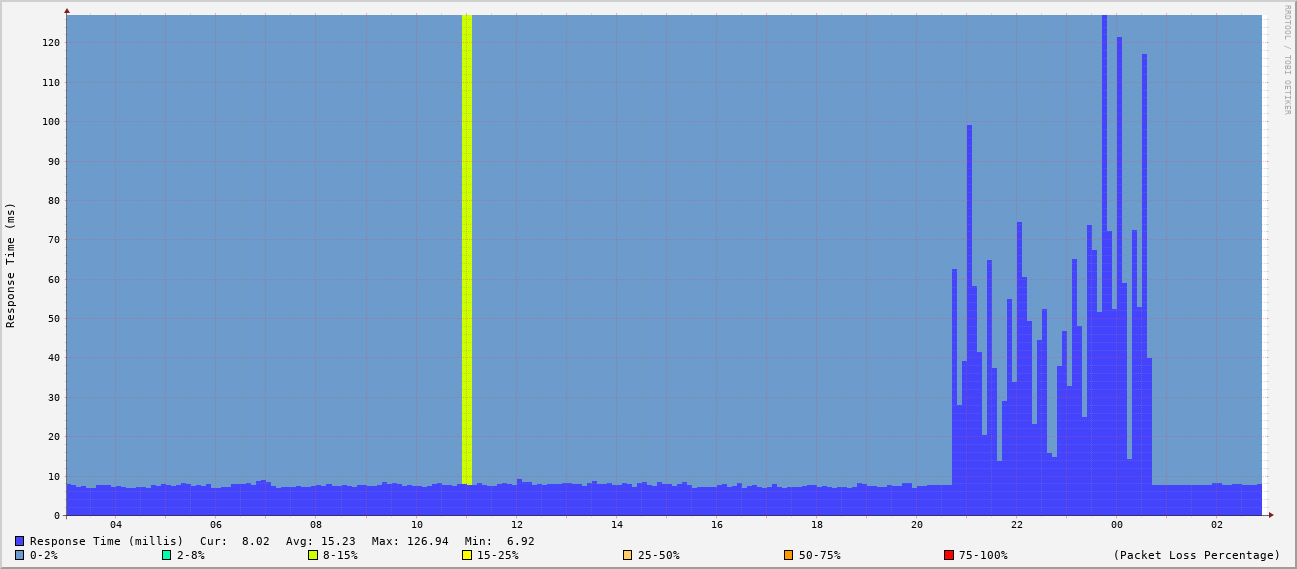 RRDTOOL / TOBI OETIKER
Response Time (ms)
120
110
100
90
80
70
60
50
40
30
20
10
0
04 06 08 10 12 14 16 18 20 22 00 02
Response Time (millis) Cur: 8.02 Avg: 15.23 Max: 126.94 Min: 6.92
0-2% 2-8% 8-15% 15-25% 25-50% 50-75% 75-100% (Packet Loss Percentage)